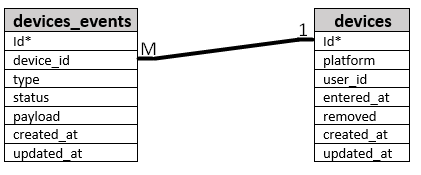 devices_events
Id*
device_id
type
status
payload
created_at
updated_at
M
1
devices
Id*
platform
user_id
entered_at
removed
created_at
updated_at